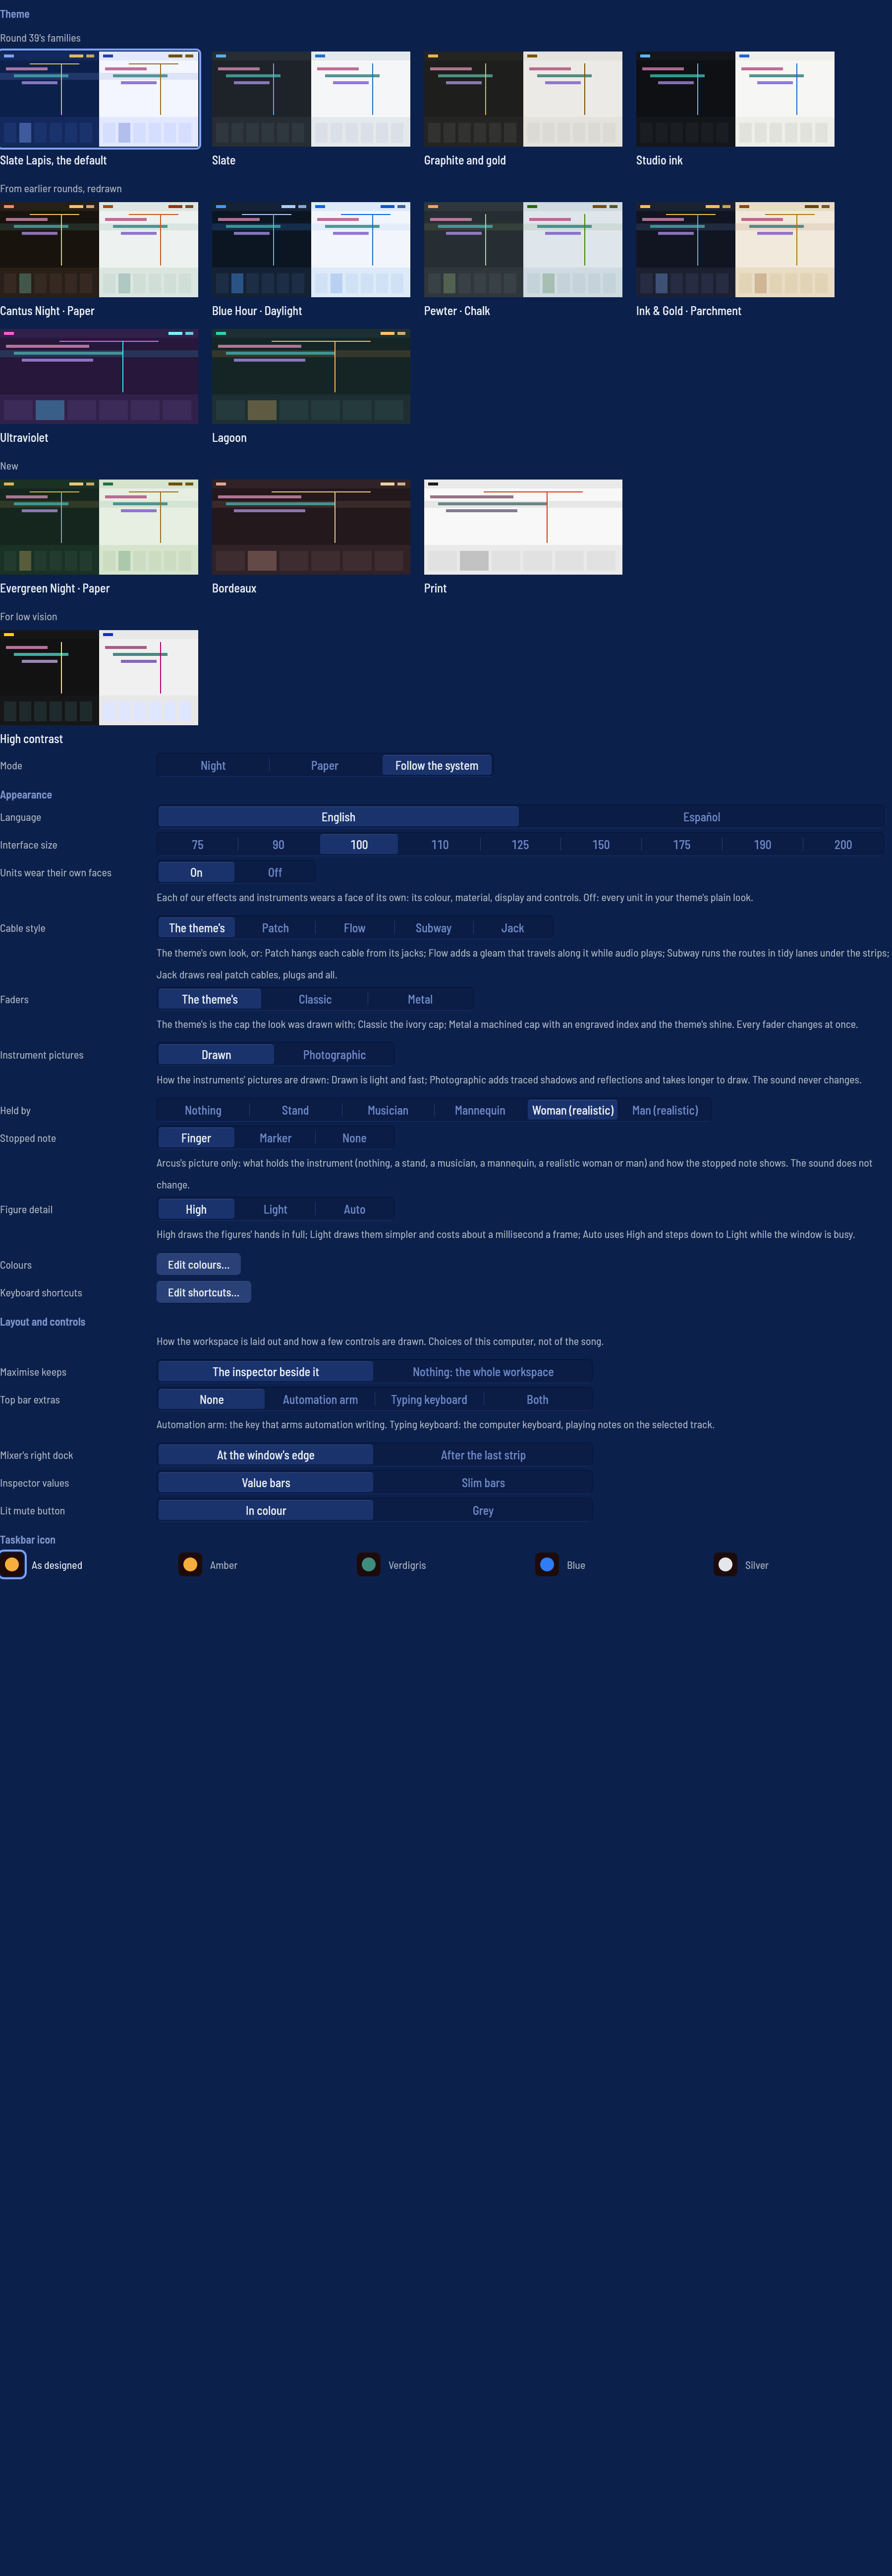 Theme
Round 39's families
Slate Lapis, the default
Slate
Graphite and gold
Studio ink
From earlier rounds, redrawn
Cantus Night · Paper
Blue Hour · Daylight
Pewter · Chalk
Ink & Gold · Parchment
Ultraviolet
Lagoon
New
Evergreen Night · Paper
Bordeaux
Print
For low vision
High contrast
Mode Night Paper Follow the system
Appearance
Language English Español
Interface size 75 90 100 110 125 150 175 190 200
Units wear their own faces On Off
Each of our effects and instruments wears a face of its own: its colour, material, display and controls. Off: every unit in your theme's plain look.
Cable style The theme's Patch Flow Subway Jack
The theme's own look, or: Patch hangs each cable from its jacks; Flow adds a gleam that travels along it while audio plays; Subway runs the routes in tidy lanes under the strips;
Jack draws real patch cables, plugs and all.
Faders The theme's Classic Metal
The theme's is the cap the look was drawn with; Classic the ivory cap; Metal a machined cap with an engraved index and the theme's shine. Every fader changes at once.
Instrument pictures Drawn Photographic
How the instruments' pictures are drawn: Drawn is light and fast; Photographic adds traced shadows and reflections and takes longer to draw. The sound never changes.
Held by Nothing Stand Musician Mannequin Woman (realistic) Man (realistic)
Stopped note Finger Marker None
Arcus's picture only: what holds the instrument (nothing, a stand, a musician, a mannequin, a realistic woman or man) and how the stopped note shows. The sound does not
change.
Figure detail High Light Auto
High draws the figures' hands in full; Light draws them simpler and costs about a millisecond a frame; Auto uses High and steps down to Light while the window is busy.
Colours Edit colours...
Keyboard shortcuts Edit shortcuts...
Layout and controls
How the workspace is laid out and how a few controls are drawn. Choices of this computer, not of the song.
Maximise keeps The inspector beside it Nothing: the whole workspace
Top bar extras None Automation arm Typing keyboard Both
Automation arm: the key that arms automation writing. Typing keyboard: the computer keyboard, playing notes on the selected track.
Mixer's right dock At the window's edge After the last strip
Inspector values Value bars Slim bars
Lit mute button In colour Grey
Taskbar icon
As designed Amber Verdigris Blue Silver